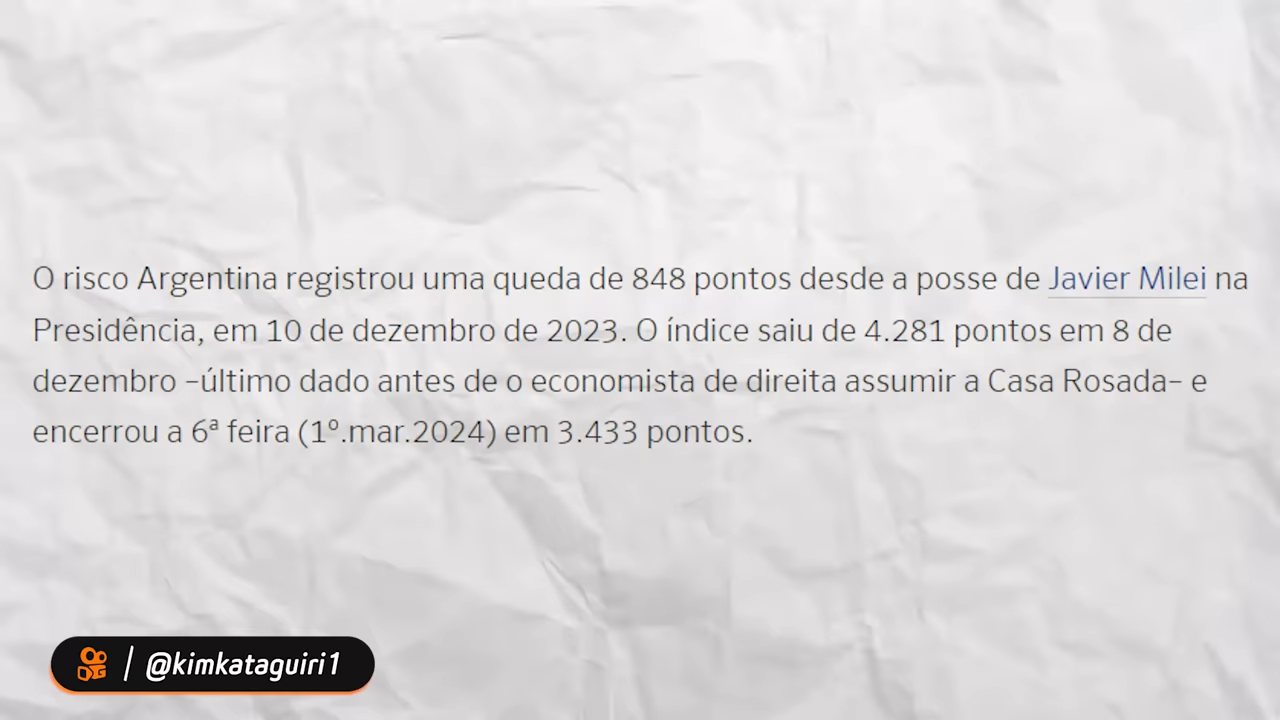 O risco Argentina registrou uma queda de 848 pontos desde a posse de Javier Milei na
Presidência, em 10 de dezembro de 2023. O índice saiu de 4.281 pontos em 8 de
dezembro –último dado antes de o economista de direita assumir a Casa Rosada– e
encerrou a 6ª feira (1º.mar.2024) em 3.433 pontos.
| @kimkataguiri1